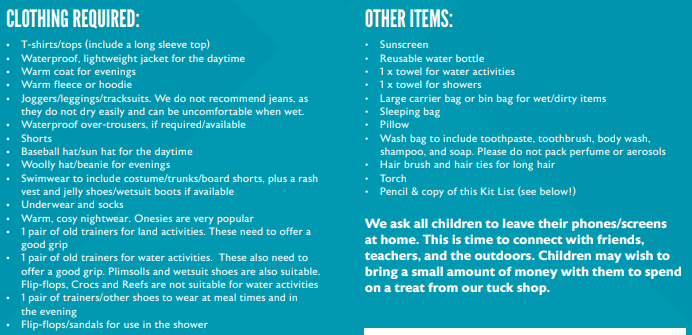 CLOTHING REQUIRED:
• T-shirts/tops (include a long sleeve top)
• Waterproof, lightweight jacket for the daytime
• Warm coat for evenings
• Warm fleece or hoodie
• Joggers/leggings/tracksuits. We do not recommend jeans, as
they do not dry easily and can be uncomfortable when wet.
• Waterproof over-trousers, if required/available
• Shorts
• Baseball hat/sun hat for the daytime
• Woolly hat/beanie for evenings
• Swimwear to include costume/trunks/board shorts, plus a rash
vest and jelly shoes/wetsuit boots if available
• Underwear and socks
• Warm, cosy nightwear. Onesies are very popular
• 1 pair of old trainers for land activities. These need to offer a
good grip
• 1 pair of old trainers for water activities. These also need to
offer a good grip. Plimsolls and wetsuit shoes are also suitable.
Flip-flops, Crocs and Reefs are not suitable for water activities
• 1 pair of trainers/other shoes to wear at meal times and in
the evening
• Flip-flops/sandals for use in the shower
OTHER ITEMS:
• Sunscreen
• Reusable water bottle
• 1 x towel for water activities
• 1 x towel for showers
• Large carrier bag or bin bag for wet/dirty items
• Sleeping bag
• Pillow
• Wash bag to include toothpaste, toothbrush, body wash,
shampoo, and soap. Please do not pack perfume or aerosols
• Hair brush and hair ties for long hair
• Torch
• Pencil & copy of this Kit List (see below!)
We ask all children to leave their phones/screens
at home. This is time to connect with friends,
teachers, and the outdoors. Children may wish to
bring a small amount of money with them to spend
on a treat from our tuck shop.